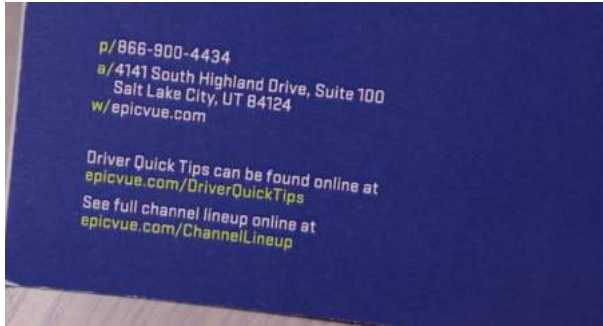 p/866-900-4434
a/4141 South Highland Drive, Suite 100
Salt Lake City, UT 84124
w/epicvue.com
Driver Quick Tips can be found online at
epicvue.com/DriverQuickTips
See full channel lineup online at
epicvue.com/ChannelLineup